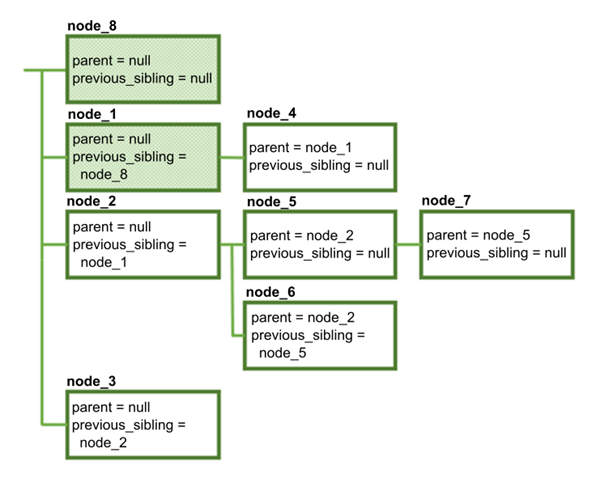 node_8
parent = null
previous_sibling = null
node_1
parent = null
previous_sibling =
node_8
node_4
parent = node_1
previous_sibling = null
node_2
parent = null
previous_sibling =
node_1
node_5
parent = node_2
previous_sibling = null
node_7
parent = node_5
previous_sibling = null
node_6
parent = node_2
previous_sibling =
node_5
node_3
parent = null
previous_sibling =
node_2